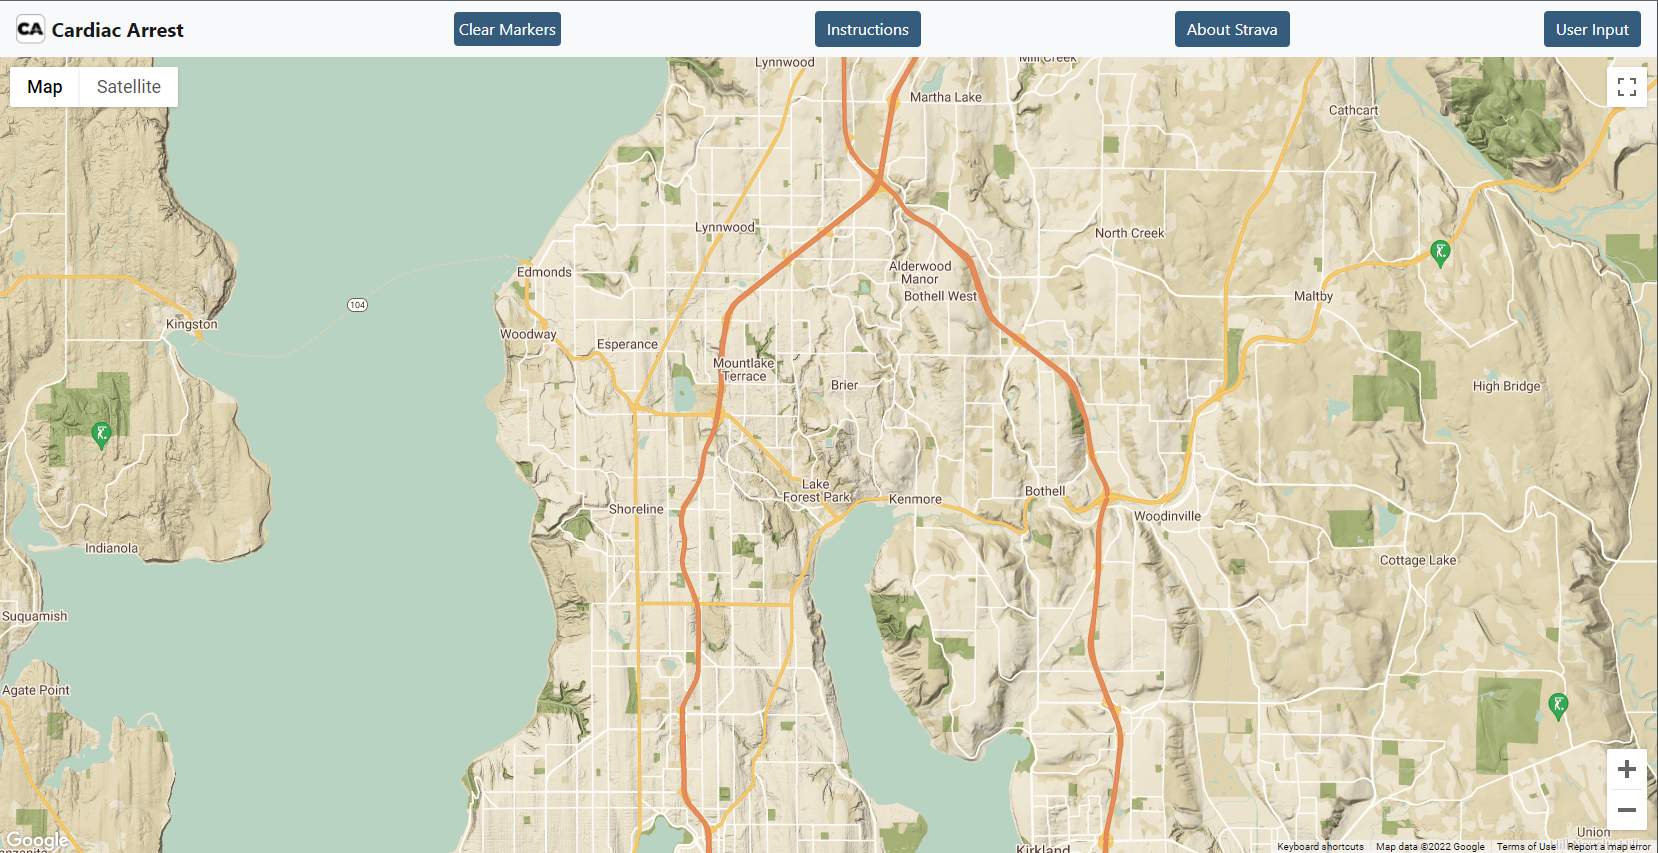 CA Cardiac Arrest
Clear Markers
Instructions
About Strava
User Input
Map
Satellite
Lynnwood
Mill Creek
Martha Lake
Cathcart
Lynnwood
North Creek
Edmonds
Alderwood
Manor
Bothell West
Maltby
104
Kingston
Woodway
Esperance
Mountlake
Terrace
Brier
High Bridge
Lake
Forest Park
Kenmore
Bothell
Shoreline
Woodinville
Indianola
Cottage Lake
Suquamish
Agate Point
Union
Google
Kirkland
Keyboard shortcuts
Map data ©2022 Google
Terms of Use
Report a map error